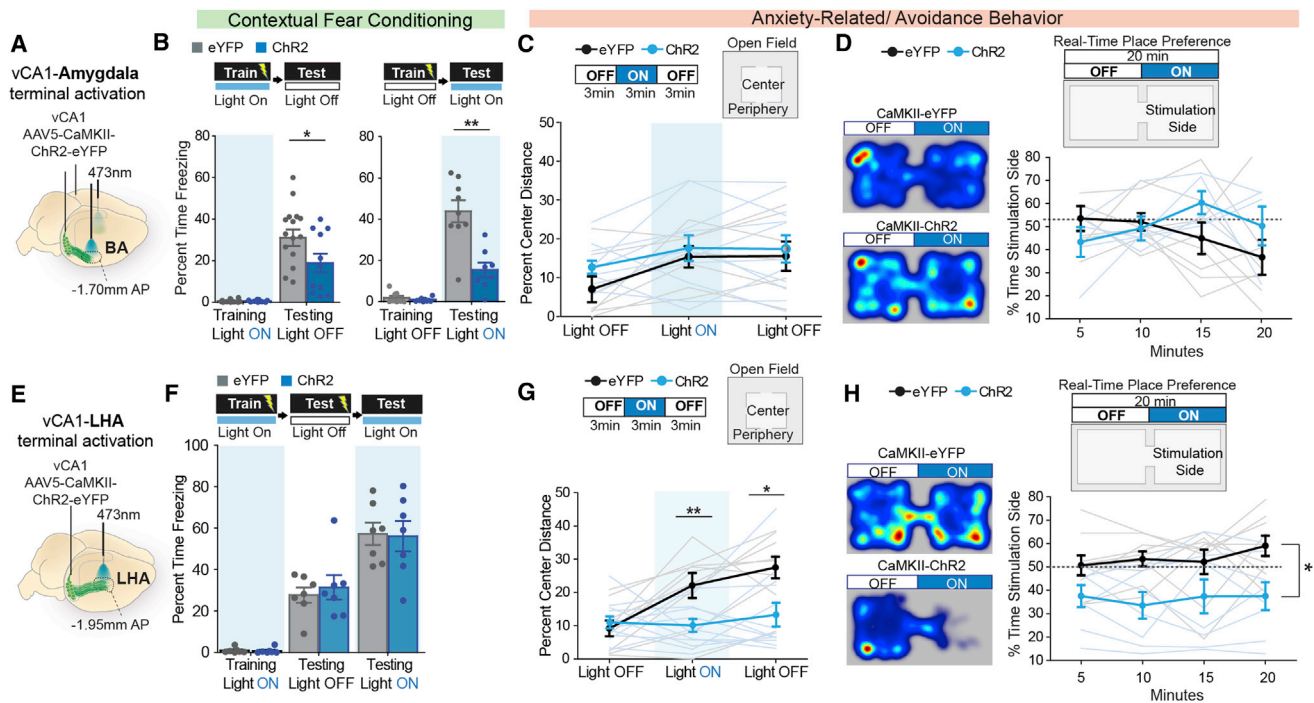 Contextual Fear Conditioning
Anxiety-Related/ Avoidance Behavior
A
vCA1-Amygdala
terminal activation
vCA1
AAV5-CaMKII-
ChR2-eYFP
473nm
BA
-1.70mm AP
B
eYFP ChR2
Train Test
Light On Light Off
Train Test
Light Off Light On
Percent Time Freezing
80
60
40
20
0
*
Training
Light ON
Testing
Light OFF
80
60
40
20
0
**
Training
Light OFF
Testing
Light ON
C
eYFP ChR2
OFF ON OFF
3min 3min 3min
Open Field
Center
Periphery
Percent Center Distance
50
40
30
20
10
0
Light OFF Light ON Light OFF
D
eYFP ChR2
Real-Time Place Preference
20 min
OFF ON
Stimulation
Side
CaMKII-eYFP
OFF ON
CaMKII-ChR2
OFF ON
% Time Stimulation Side
80
70
60
50
40
30
20
10
5 10 15 20
Minutes
E
vCA1-LHA
terminal activation
vCA1
AAV5-CaMKII-
ChR2-eYFP
473nm
LHA
-1.95mm AP
F
eYFP ChR2
Train Test Test
Light On Light Off Light On
Percent Time Freezing
100
80
60
40
20
0
Training
Light ON
Testing
Light OFF
Testing
Light ON
G
eYFP ChR2
OFF ON OFF
3min 3min 3min
Open Field
Center
Periphery
Percent Center Distance
50
40
30
20
10
0
**
*
Light OFF Light ON Light OFF
H
eYFP ChR2
Real-Time Place Preference
20 min
OFF ON
Stimulation
Side
CaMKII-eYFP
OFF ON
CaMKII-ChR2
OFF ON
% Time Stimulation Side
80
70
60
50
40
30
20
10
*
5 10 15 20
Minutes